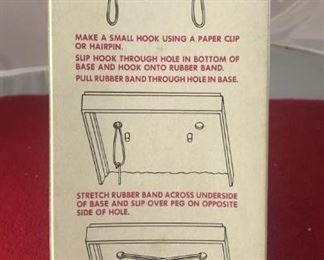 MAKE A SMALL HOOK USING A PAPER CLIP
OR HAIRPIN.
SLIP HOOK THROUGH HOLE IN BOTTOM OF
BASE AND HOOK ONTO RUBBER BAND.
PULL RUBBER BAND THROUGH HOLE IN BASE.
STRETCH RUBBER BAND ACROSS UNDERSIDE
OF BASE AND SLIP OVER PEG ON OPPOSITE
SIDE OF HOLE.